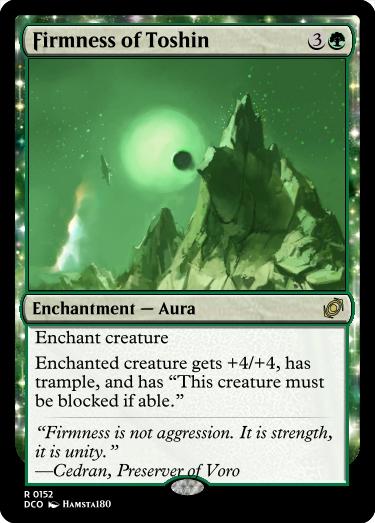 Firmness of Toshin 3
Enchantment — Aura
Enchant creature
Enchanted creature gets +4/+4, has
trample, and has “This creature must
be blocked if able.”
“Firmness is not aggression. It is strength,
it is unity.”
—Cedran, Preserver of Voro
R 0152
DCO Hamsta180